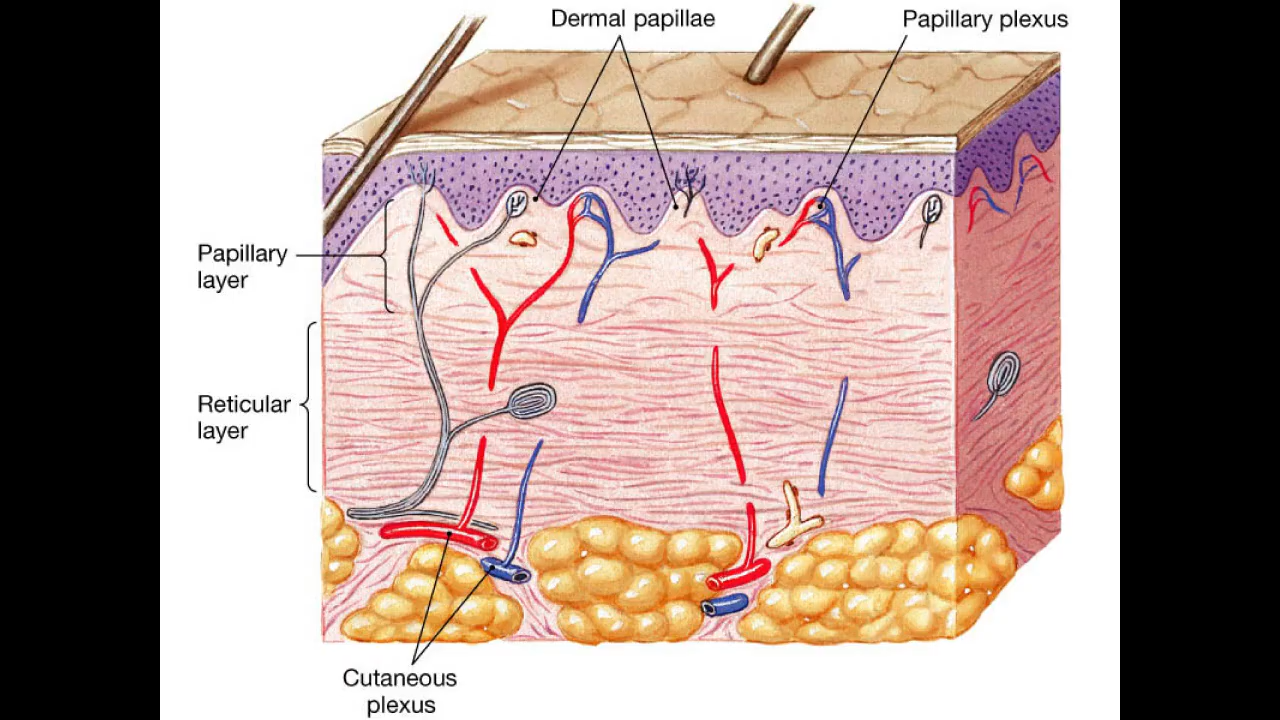 Dermal papillae
Papillary plexus
Papillary
layer
Reticular
layer
Cutaneous
plexus